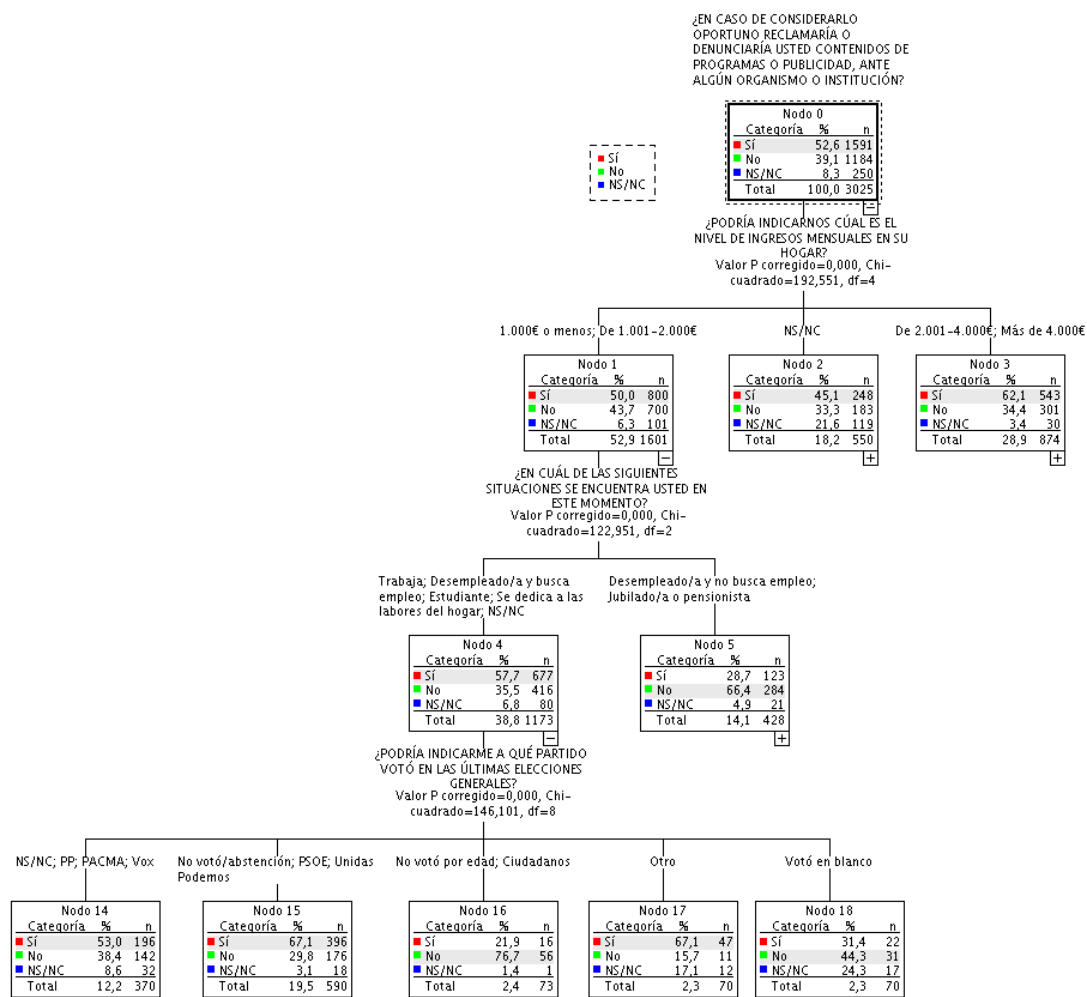 ¿EN CASO DE CONSIDERARLO
OPORTUNO RECLAMARÍA O
DENUNCIARÍA USTED CONTENIDOS DE
PROGRAMAS O PUBLICIDAD, ANTE
ALGÚN ORGANISMO O INSTITUCIÓN?
Sí
No
NS/NC
Nodo 0
Categoría % n
Sí 52,6 1591
No 39,1 1184
NS/NC 8,3 250
Total 100,0 3025
¿PODRÍA INDICARNOS CÚAL ES EL
NIVEL DE INGRESOS MENSUALES EN SU
HOGAR?
Valor P corregido=0,000, Chi-
cuadrado=192,551, df=4
1.000€ o menos; De 1.001-2.000€
NS/NC
De 2.001-4.000€; Más de 4.000€
Nodo 1
Categoría % n
Sí 50,0 800
No 43,7 700
NS/NC 6,3 101
Total 52,9 1601
Nodo 2
Categoría % n
Sí 45,1 248
No 33,3 183
NS/NC 21,6 119
Total 18,2 550
Nodo 3
Categoría % n
Sí 62,1 543
No 34,4 301
NS/NC 3,4 30
Total 28,9 874
¿EN CUÁL DE LAS SIGUIENTES
SITUACIONES SE ENCUENTRA USTED EN
ESTE MOMENTO?
Valor P corregido=0,000, Chi-
cuadrado=122,951, df=2
Trabaja; Desempleado/a y busca
empleo; Estudiante; Se dedica a las
labores del hogar; NS/NC
Desempleado/a y no busca empleo;
Jubilado/a o pensionista
Nodo 4
Categoría % n
Sí 57,7 677
No 35,5 416
NS/NC 6,8 80
Total 38,8 1173
Nodo 5
Categoría % n
Sí 28,7 123
No 66,4 284
NS/NC 4,9 21
Total 14,1 428
¿PODRÍA INDICARME A QUÉ PARTIDO
VOTÓ EN LAS ÚLTIMAS ELECCIONES
GENERALES?
Valor P corregido=0,000, Chi-
cuadrado=146,101, df=8
NS/NC; PP; PACMA; Vox
No votó/abstención; PSOE; Unidas
Podemos
No votó por edad; Ciudadanos
Otro
Votó en blanco
Nodo 14
Categoría % n
Sí 53,0 196
No 38,4 142
NS/NC 8,6 32
Total 12,2 370
Nodo 15
Categoría % n
Sí 67,1 396
No 29,8 176
NS/NC 3,1 18
Total 19,5 590
Nodo 16
Categoría % n
Sí 21,9 16
No 76,7 56
NS/NC 1,4 1
Total 2,4 73
Nodo 17
Categoría % n
Sí 67,1 47
No 15,7 11
NS/NC 17,1 12
Total 2,3 70
Nodo 18
Categoría % n
Sí 31,4 22
No 44,3 31
NS/NC 24,3 17
Total 2,3 70